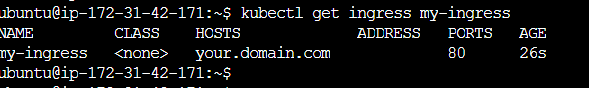 ubuntu@ip-172-31-42-171:~$ kubectl get ingress my-ingress
NAME         CLASS    HOSTS             ADDRESS   PORTS   AGE
my-ingress   <none>   your.domain.com             80      26s
ubuntu@ip-172-31-42-171:~$